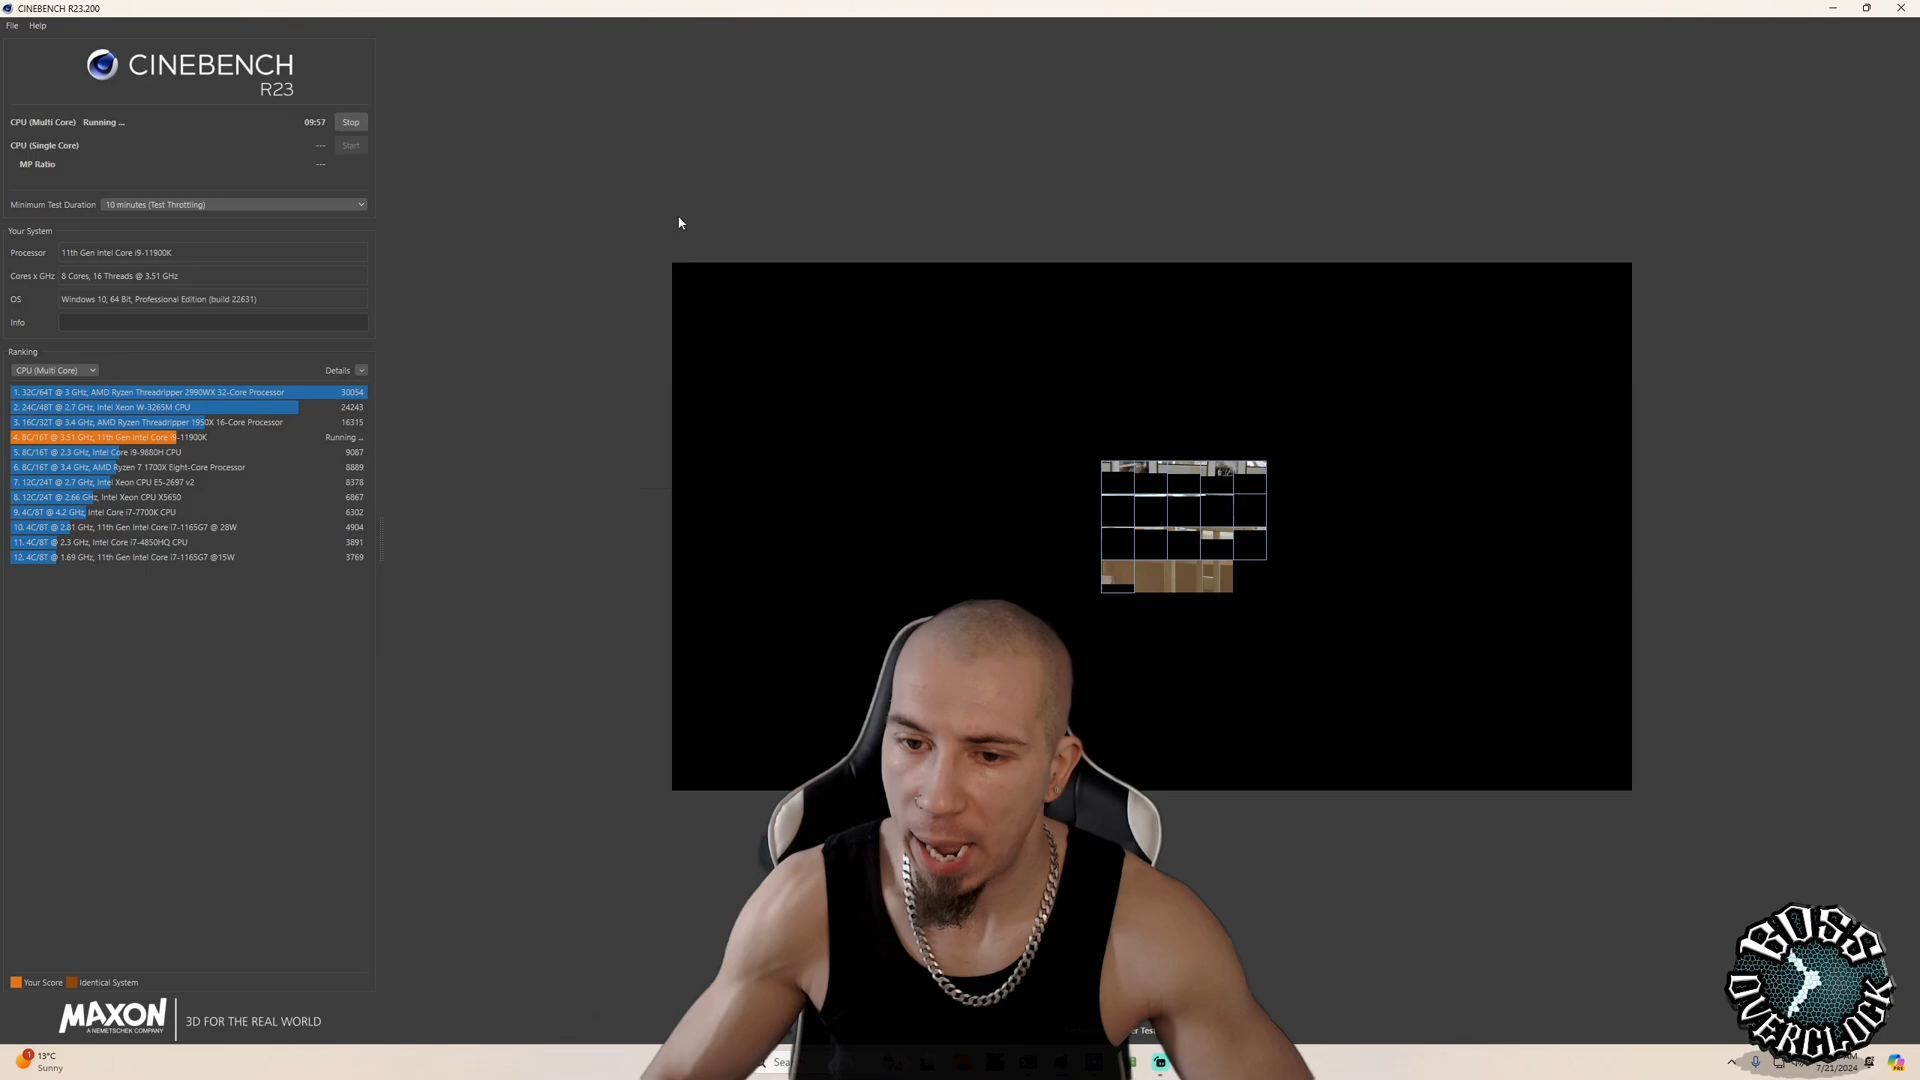 CINEBENCH R23.200
File Help
CINEBENCH
R23
CPU (Multi Core) Running ... 09:57 Stop
CPU (Single Core) --- Start
MP Ratio ---
Minimum Test Duration 10 minutes (Test Throttling)
Your System
Processor 11th Gen Intel Core i9-11900K
Cores x GHz 8 Cores, 16 Threads @ 3.51 GHz
OS Windows 10, 64 Bit, Professional Edition (build 22631)
Info
Ranking
CPU (Multi Core) Details
1. 32C/64T @ 3 GHz, AMD Ryzen Threadripper 2990WX 32-Core Processor 30054
2. 24C/48T @ 2.7 GHz, Intel Xeon W-3265M CPU 24243
3. 16C/32T @ 3.4 GHz, AMD Ryzen Threadripper 1950X 16-Core Processor 16315
4. 8C/16T @ 3.51 GHz, 11th Gen Intel Core i9-11900K Running ...
5. 8C/16T @ 2.3 GHz, Intel Core i9-9880H CPU 9087
6. 8C/16T @ 3.4 GHz, AMD Ryzen 7 1700X Eight-Core Processor 8889
7. 12C/24T @ 2.7 GHz, Intel Xeon CPU E5-2697 v2 8378
8. 12C/24T @ 2.66 GHz, Intel Xeon CPU X5650 6867
9. 4C/8T @ 4.2 GHz, Intel Core i7-7700K CPU 6302
10. 4C/8T @ 2.81 GHz, 11th Gen Intel Core i7-1165G7 @ 28W 4904
11. 4C/8T @ 2.3 GHz, Intel Core i7-4850HQ CPU 3891
12. 4C/8T @ 1.69 GHz, 11th Gen Intel Core i7-1165G7 @15W 3769
Your Score Identical System
MAXON
A NEMETSCHEK COMPANY
3D FOR THE REAL WORLD
BOSS
OVERCLOCK
1
13°C
Sunny
Sea
7/21/2024
PRE